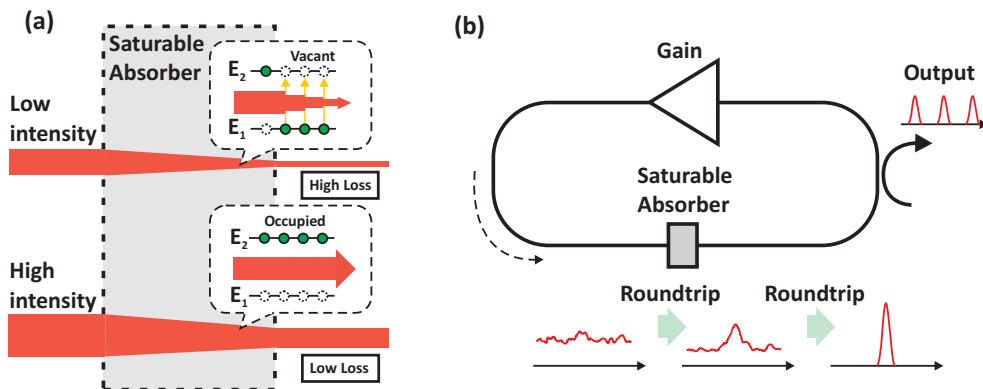 (a)
Saturable
Absorber
Vacant
E2
E1
Low
intensity
High Loss
Occupied
E2
E1
High
intensity
Low Loss
(b)
Gain
Output
Saturable
Absorber
Roundtrip
Roundtrip